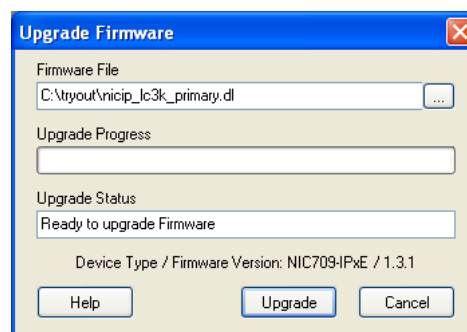 Upgrade Firmware
Firmware File
C:\tryout\nicip_lc3k_primary.dl
...
Upgrade Progress
Upgrade Status
Ready to upgrade Firmware
Device Type / Firmware Version: NIC709-IPxE / 1.3.1
Help Upgrade Cancel